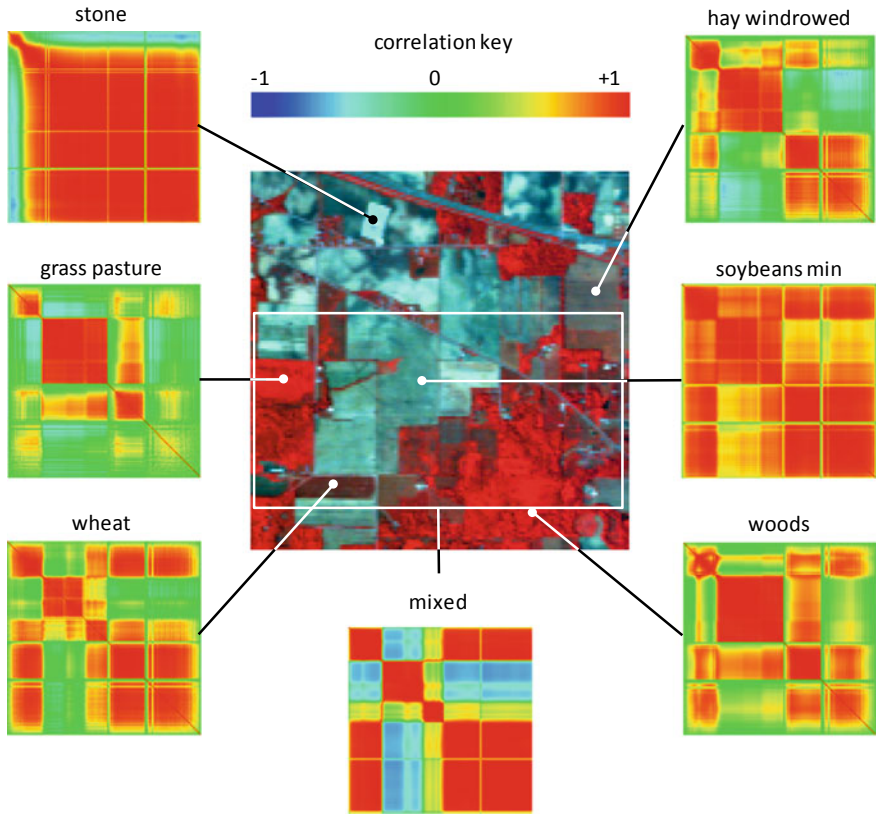 stone
hay windrowed
correlation key
-1 0 +1
grass pasture
soybeans min
wheat
woods
mixed